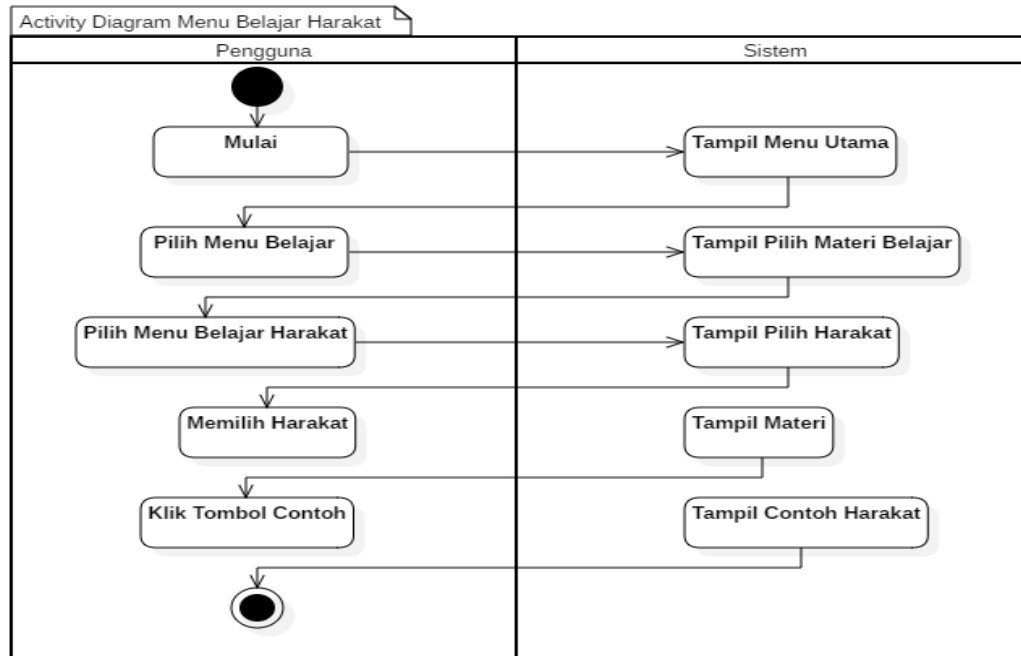 Activity Diagram Menu Belajar Harakat
Pengguna
Sistem
Mulai
Tampil Menu Utama
Pilih Menu Belajar
Tampil Pilih Materi Belajar
Pilih Menu Belajar Harakat
Tampil Pilih Harakat
Memilih Harakat
Tampil Materi
Klik Tombol Contoh
Tampil Contoh Harakat